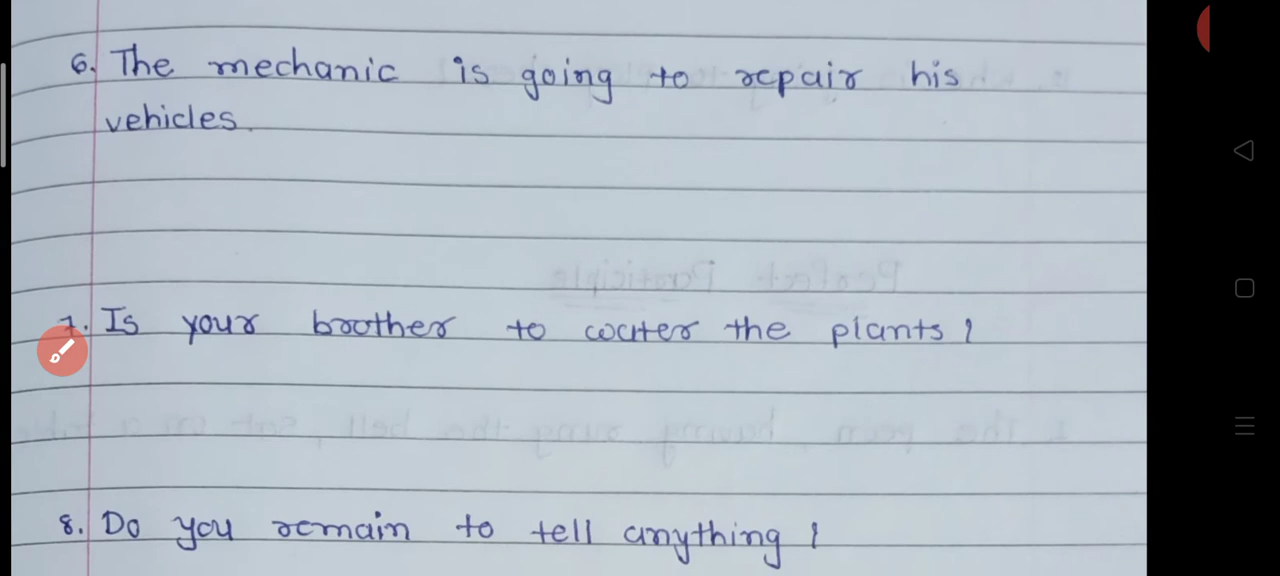 6. The mechanic is going to repair his
vehicles.
7. Is your brother to water the plants ?
8. Do you remain to tell anything ?